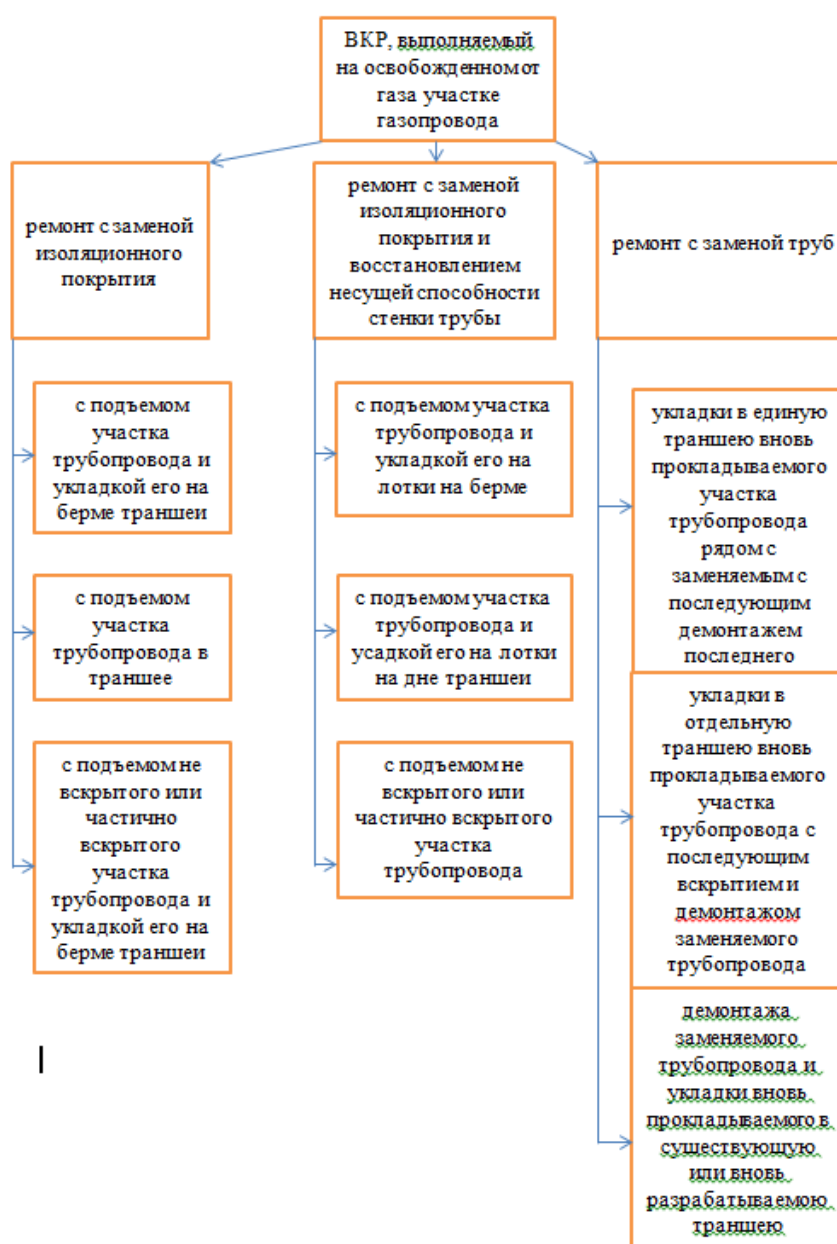 ВКР, выполняемый
на освобожденном от
газа участке
газопровода
ремонт с заменой
изоляционного
покрытия
с подъемом
участка
трубопровода и
укладкой его на
берме траншеи
с подъемом
участка
трубопровода в
траншее
с подъемом не
вскрытого или
частично
вскрытого
участка
трубопровода и
укладкой его на
берме траншеи
ремонт с заменой
изоляционного
покрытия и
восстановлением
несущей способности
стенки трубы
с подъемом участка
трубопровода и
укладкой его на
лотки на берме
с подъемом участка
трубопровода и
усадкой его на лотки
на дне траншеи
с подъемом не
вскрытого или
частично вскрытого
участка
трубопровода
ремонт с заменой труб
укладки в единую
траншею вновь
прокладываемого
участка
трубопровода
рядом с
заменяемым с
последующим
демонтажем
последнего
укладки в
отдельную
траншею вновь
прокладываемого
участка
трубопровода с
последующим
вскрытием и
демонтажом
заменяемого
трубопровода
демонтажа
заменяемого
трубопровода и
укладки вновь
прокладываемого в
существующую
или вновь
разрабатываемою
траншею